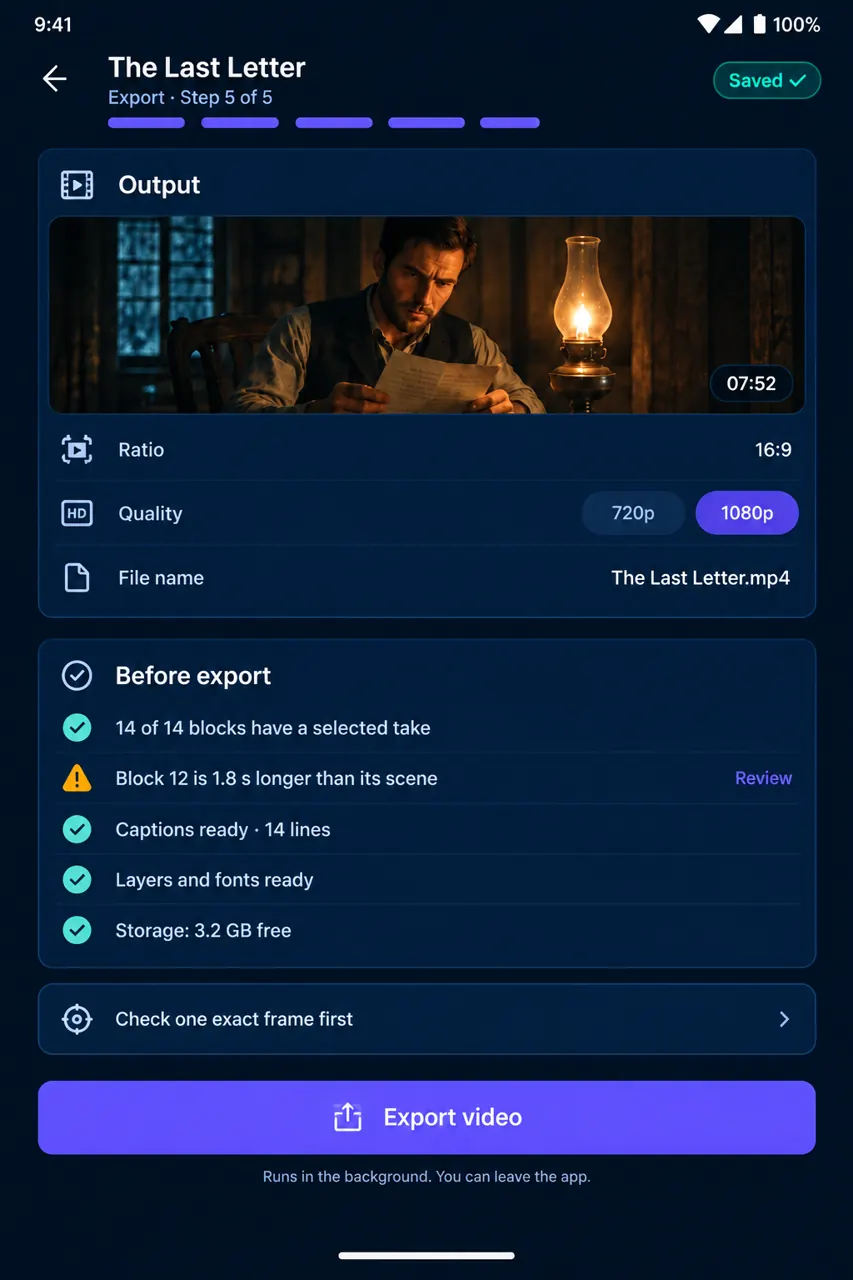 9:41
100%
The Last Letter
Export · Step 5 of 5
Saved
Output
07:52
Ratio
16:9
HD
Quality
720p
1080p
File name
The Last Letter.mp4
Before export
14 of 14 blocks have a selected take
Block 12 is 1.8 s longer than its scene
Review
Captions ready · 14 lines
Layers and fonts ready
Storage: 3.2 GB free
Check one exact frame first
Export video
Runs in the background. You can leave the app.